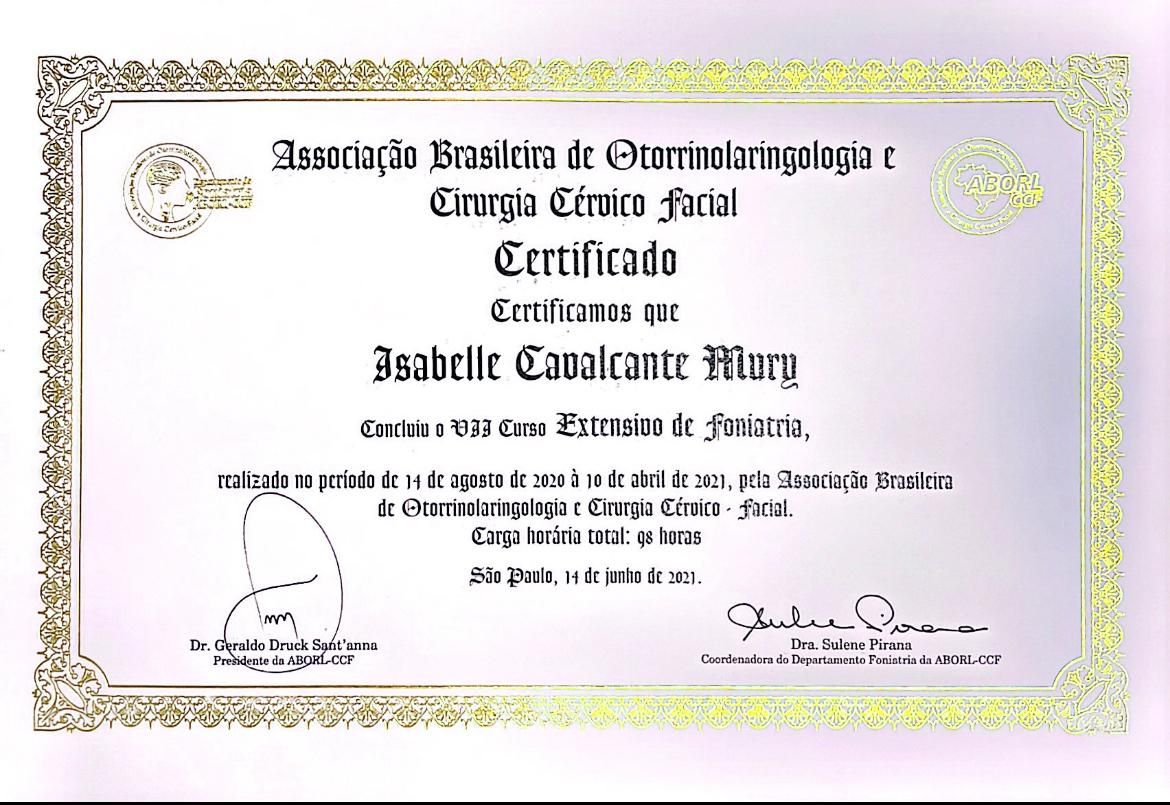 Associação Brasileira de Otorrinolaringologia e
Cirurgia Cérvico Facial
ABORL
CCF
Certificado
Certificamos que
Isabelle Cavalcante Mury
Concluiu o VII Curso Extensivo de Foniatria,
realizado no período de 14 de agosto de 2020 à 10 de abril de 2021, pela Associação Brasileira
de Otorrinolaringologia e Cirurgia Cérvico - Facial.
Carga horária total: 98 horas
São Paulo, 14 de junho de 2021.
Dr. Geraldo Druck Sant'anna
Presidente da ABORL-CCF
Sulene Pirana
Dra. Sulene Pirana
Coordenadora do Departamento Foniatria da ABORL-CCF